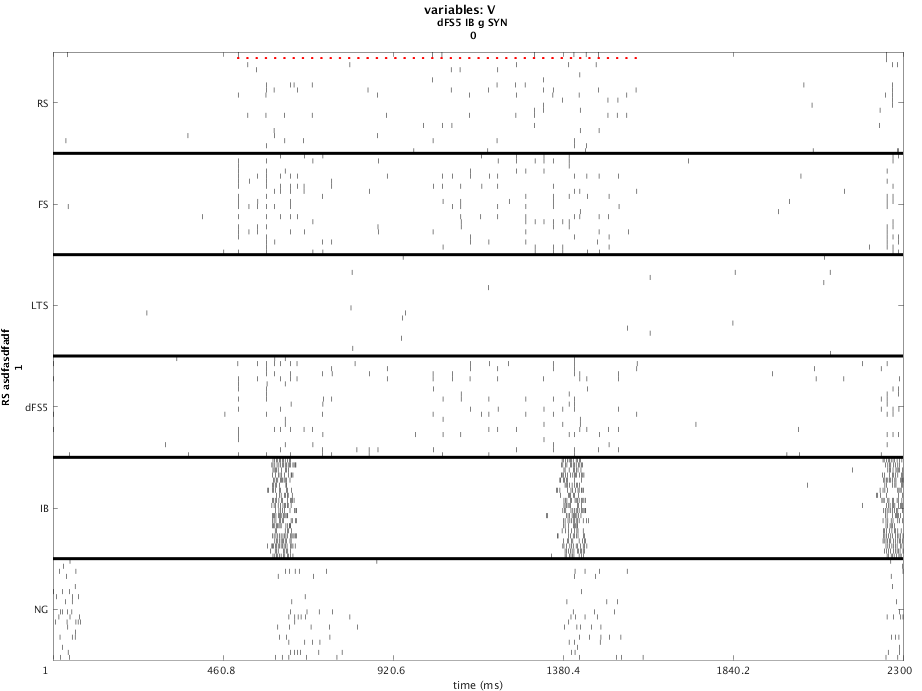 variables: V
dFS5 IB g SYN
0
RS
FS
LTS
dFS5
IB
NG
RS asdfasdfadf
1
1
460.8
920.6
1380.4
1840.2
2300
time (ms)